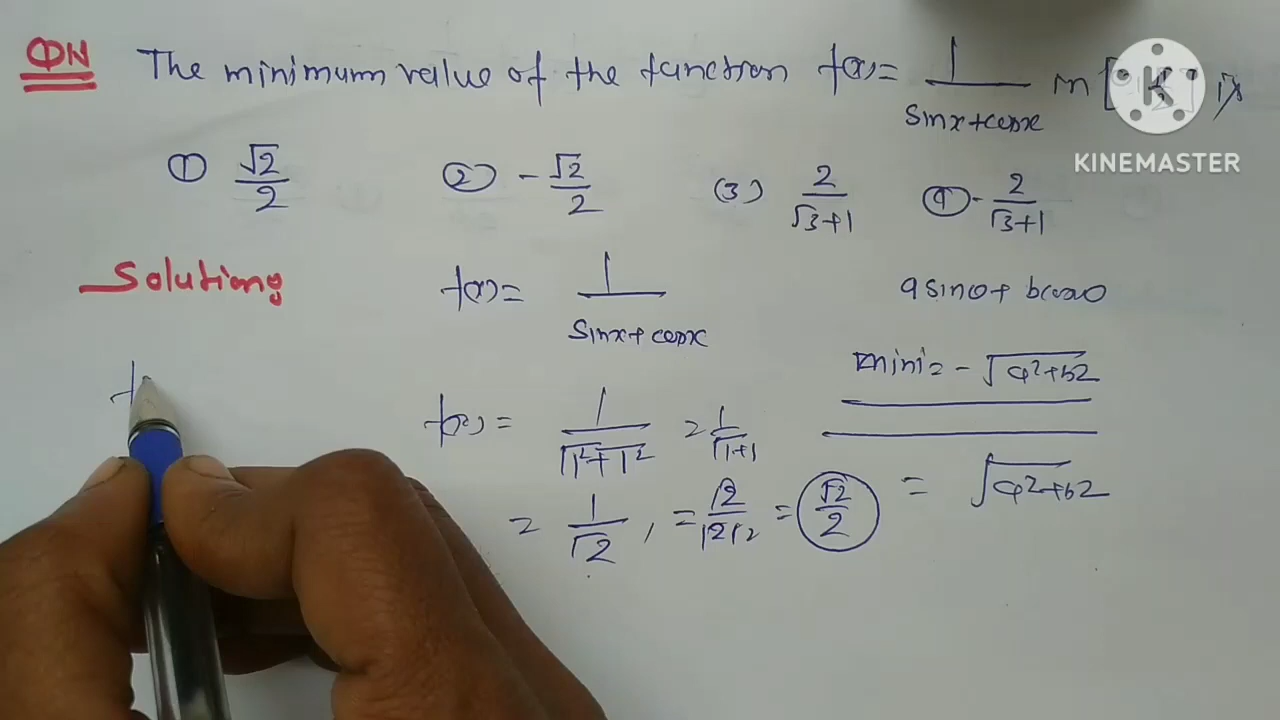 QN The minimum value of the function f(x) = 1/(sinx+cosx) in [ ] is
① √2/2 ② -√2/2 (3) 2/(√3+1) ④ -2/(√3+1)
Solution:
f(x) = 1/(sinx+cosx)
a sinθ + b cosθ
mini = -√(a²+b2)
f(x) = 1/√(1²+1²) = 1/√(1+1)
= √(a²+b2)
= 1/√2, = √2/(√2√2) = √2/2
f
KINEMASTER